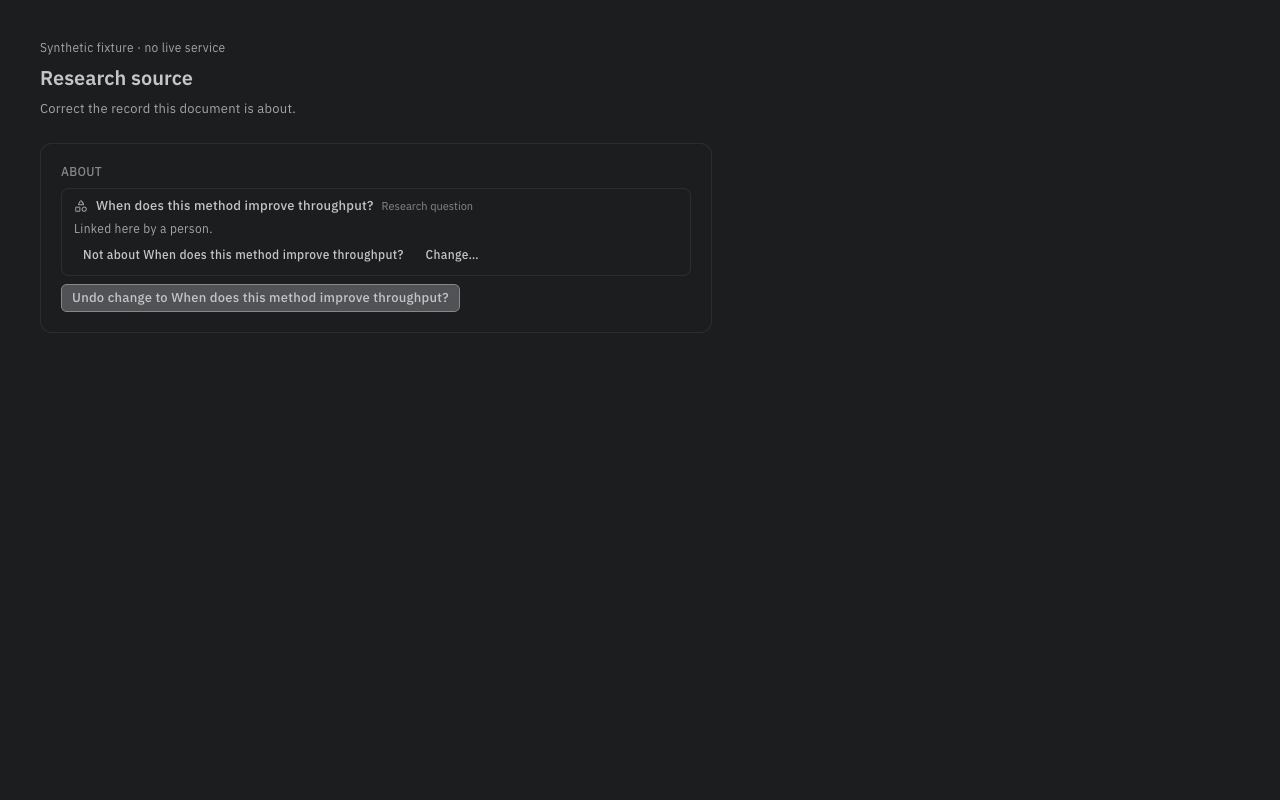 Synthetic fixture · no live service
Research source
Correct the record this document is about.
ABOUT
When does this method improve throughput? Research question
Linked here by a person.
Not about When does this method improve throughput? Change…
Undo change to When does this method improve throughput?